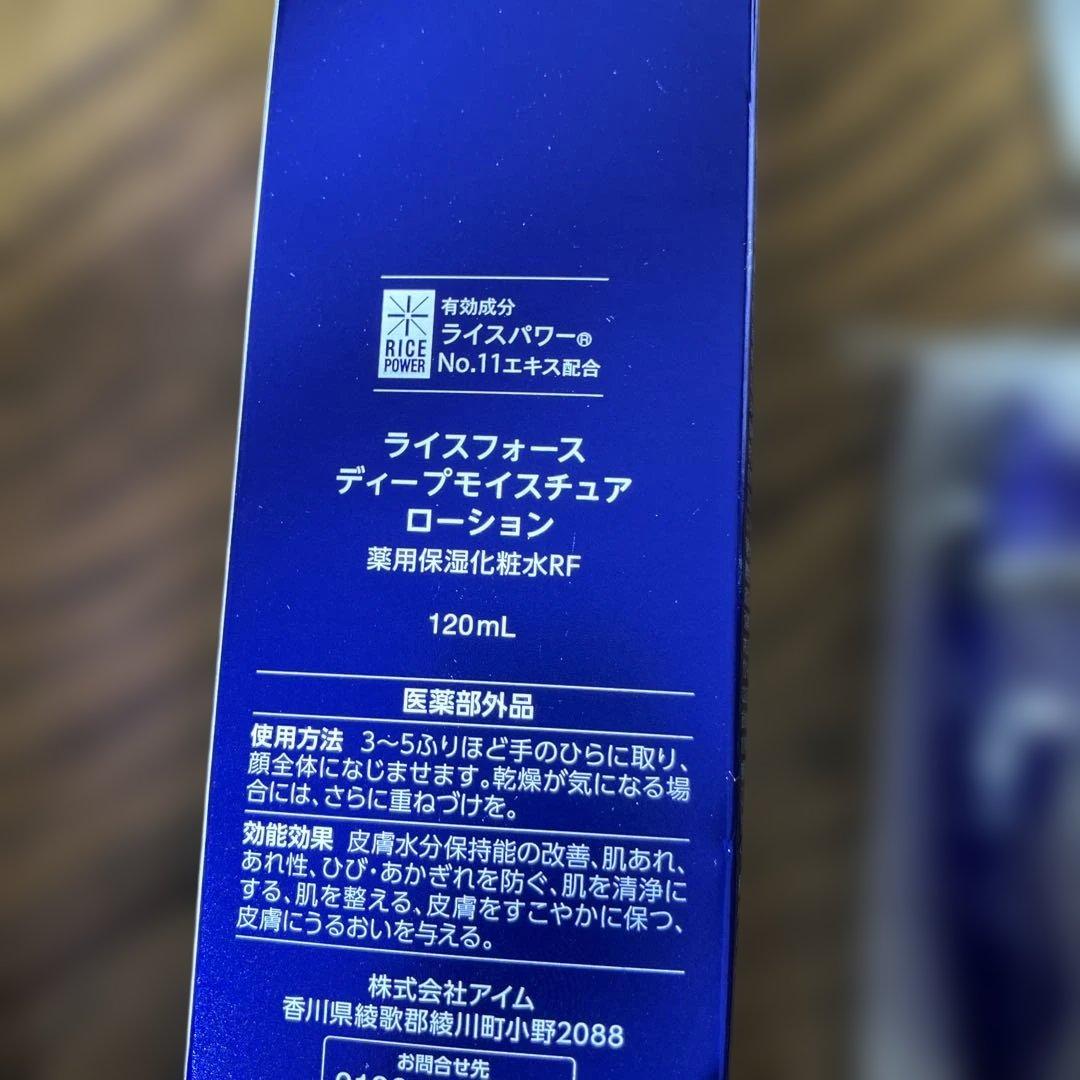 RICE
POWER
有効成分
ライスパワー®
No.11エキス配合
ライスフォース
ディープモイスチュア
ローション
薬用保湿化粧水RF
120mL
医薬部外品
使用方法 3〜5ふりほど手のひらに取り、
顔全体になじませます。乾燥が気になる場
合には、さらに重ねづけを。
効能効果 皮膚水分保持能の改善、肌あれ、
あれ性、ひび・あかぎれを防ぐ、肌を清浄に
する、肌を整える、皮膚をすこやかに保つ、
皮膚にうるおいを与える。
株式会社アイム
香川県綾歌郡綾川町小野2088
お問合せ先